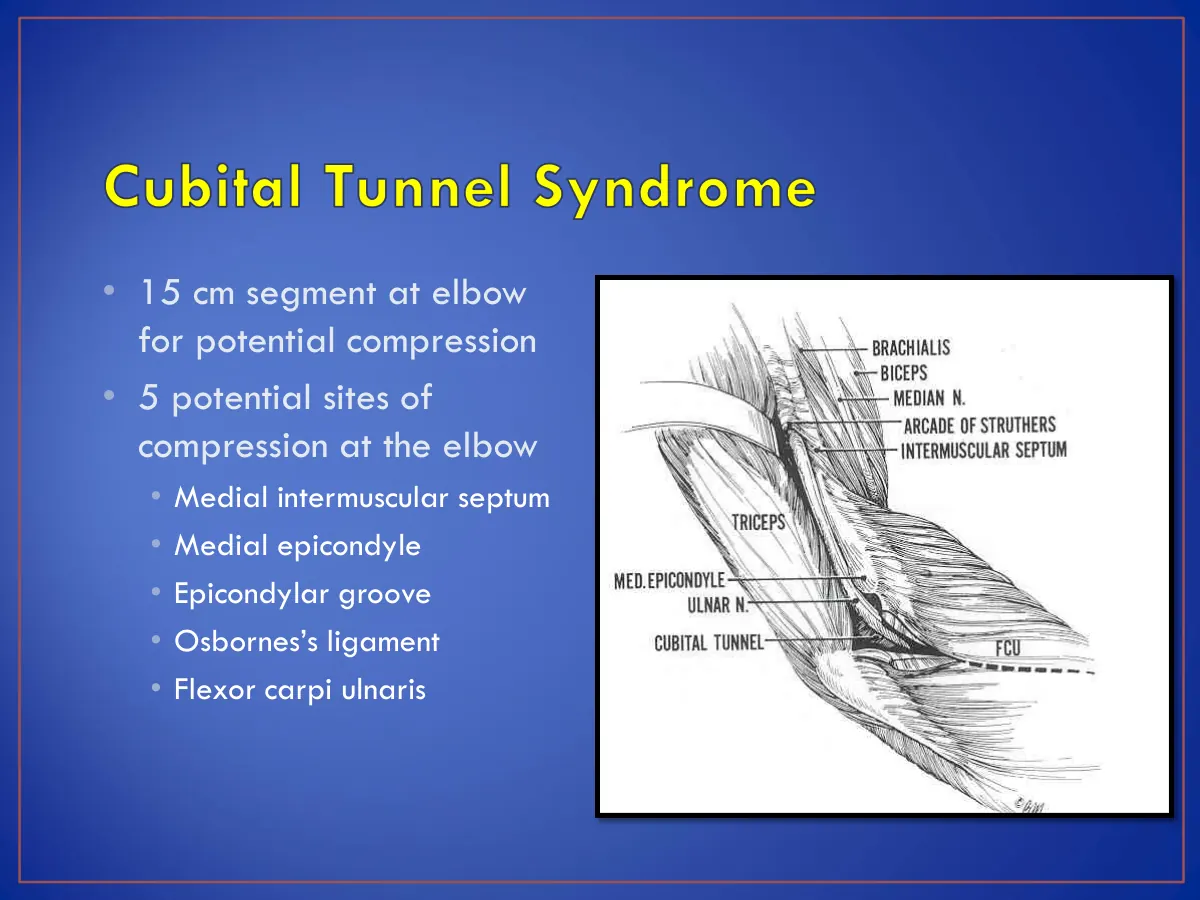 Cubital Tunnel Syndrome
• 15 cm segment at elbow
for potential compression
• 5 potential sites of
compression at the elbow
• Medial intermuscular septum
• Medial epicondyle
• Epicondylar groove
• Osbornes’s ligament
• Flexor carpi ulnaris
BRACHIALIS
BICEPS
MEDIAN N.
ARCADE OF STRUTHERS
INTERMUSCULAR SEPTUM
TRICEPS
MED. EPICONDYLE
ULNAR N.
CUBITAL TUNNEL
FCU